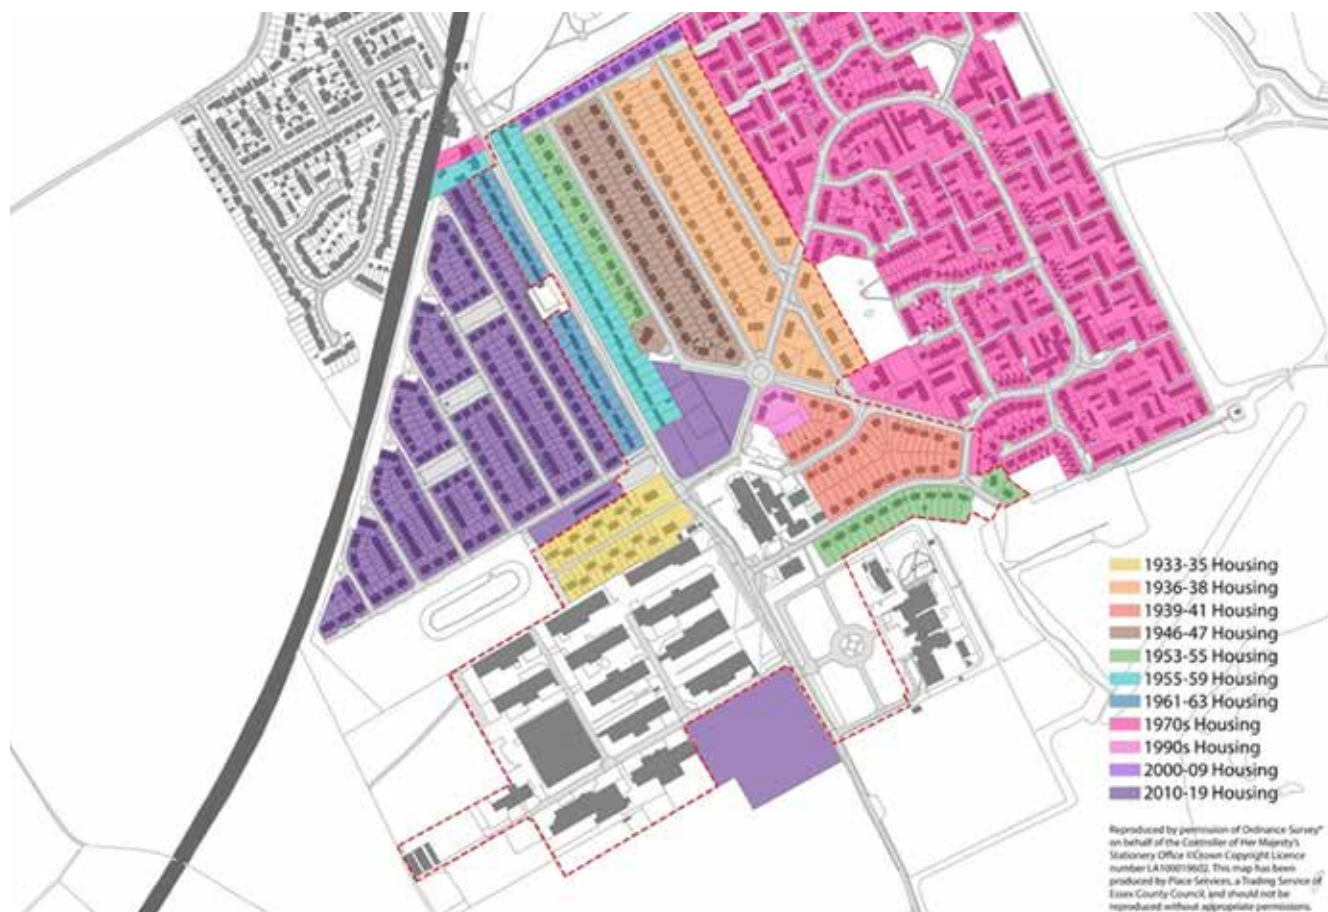 1933-35 Housing
1936-38 Housing
1939-41 Housing
1946-47 Housing
1953-55 Housing
1955-59 Housing
1961-63 Housing
1970s Housing
1990s Housing
2000-09 Housing
2010-19 Housing
Reproduced by permission of Ordnance Survey®
on behalf of the Controller of Her Majesty's
Stationery Office ©Crown Copyright Licence
number LA100019602. This map has been
produced by Place Services, a Trading Service of
Essex County Council, and should not be
reproduced without appropriate permissions.